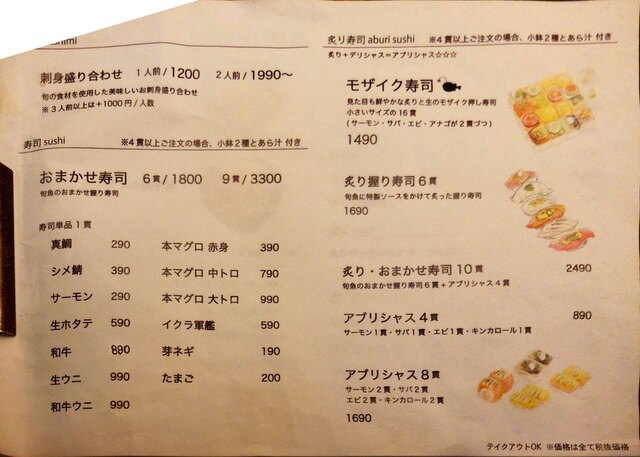 刺身盛り合わせ 1人前/1200 2人前/1990〜
旬の食材を使用した美味しいお刺身盛り合わせ
※3人前以上は+1000円/人数
寿司 sushi ※4貫以上ご注文の場合、小鉢2種とあら汁 付き
おまかせ寿司 6貫/1800 9貫/3300
旬魚のおまかせ握り寿司
寿司単品1貫
真鯛 290
シメ鯖 390
サーモン 290
生ホタテ 590
和牛 890
生ウニ 990
和牛ウニ 990
本マグロ 赤身 390
本マグロ 中トロ 790
本マグロ 大トロ 990
イクラ軍艦 590
芽ネギ 190
たまご 200
炙り寿司 aburi sushi ※4貫以上ご注文の場合、小鉢2種とあら汁 付き
炙り+デリシャス=アブリシャス☆☆☆
モザイク寿司
見た目も鮮やかな炙りと生のモザイク押し寿司
小さいサイズの16貫
(サーモン・サバ・エビ・アナゴが2貫づつ)
1490
炙り握り寿司6貫
旬魚に特製ソースをかけて炙った握り寿司
1690
炙り・おまかせ寿司10貫 2490
旬魚のおまかせ握り寿司6貫+アブリシャス4貫
アブリシャス 4貫 890
サーモン1貫・サバ1貫・エビ1貫・キンカロール1貫
アブリシャス8貫
サーモン2貫・サバ2貫
エビ2貫・キンカロール2貫
1690
テイクアウトOK ※価格は全て税抜価格